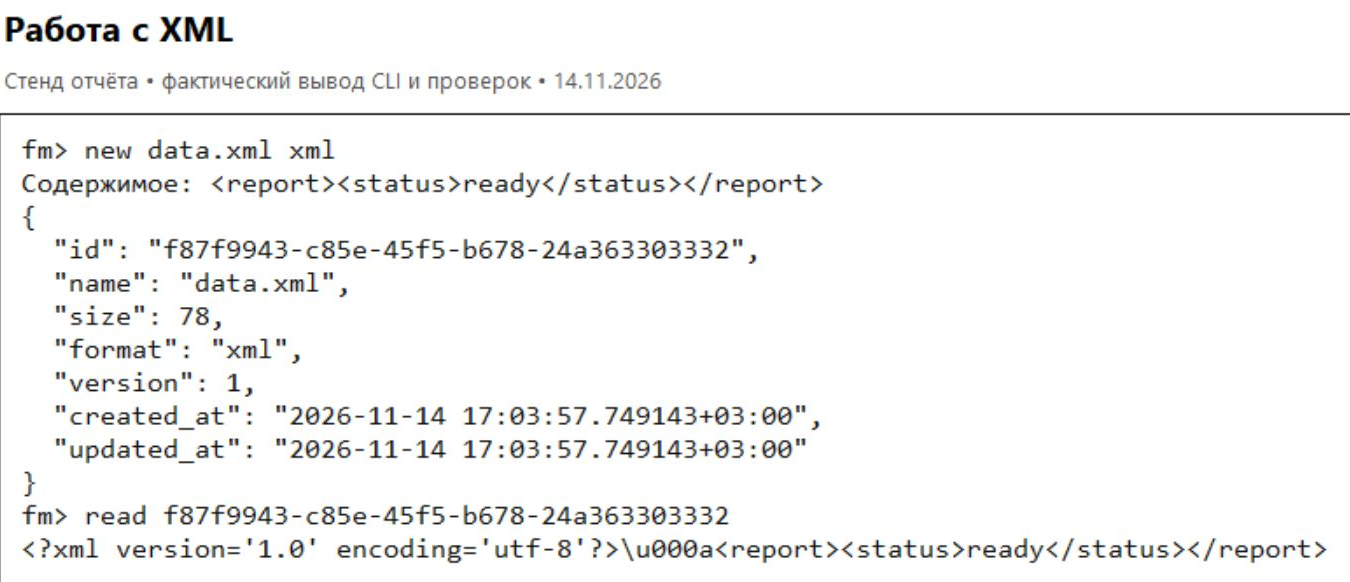 Работа с XML
Стенд отчёта • фактический вывод CLI и проверок • 14.11.2026
fm> new data.xml xml
Содержимое: <report><status>ready</status></report>
{
  "id": "f87f9943-c85e-45f5-b678-24a363303332",
  "name": "data.xml",
  "size": 78,
  "format": "xml",
  "version": 1,
  "created_at": "2026-11-14 17:03:57.749143+03:00",
  "updated_at": "2026-11-14 17:03:57.749143+03:00"
}
fm> read f87f9943-c85e-45f5-b678-24a363303332
<?xml version='1.0' encoding='utf-8'?>\u000a<report><status>ready</status></report>